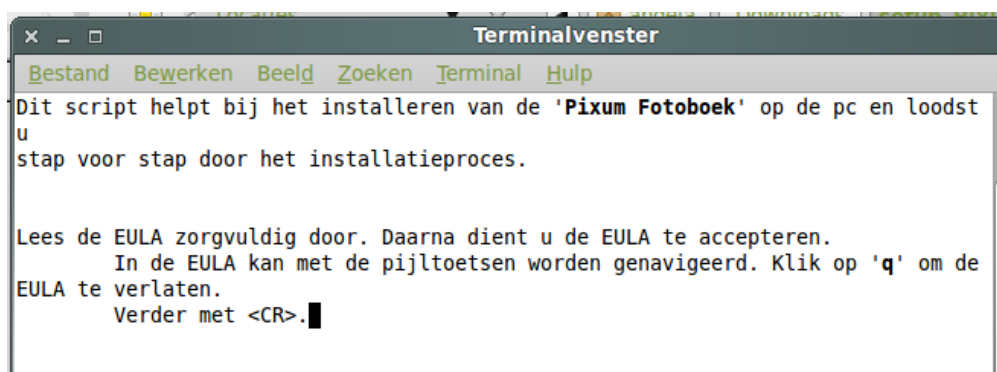 Locaties angela Downloads
Terminalvenster
Bestand Bewerken Beeld Zoeken Terminal Hulp
Dit script helpt bij het installeren van de 'Pixum Fotoboek' op de pc en loodst
u
stap voor stap door het installatieproces.
Lees de EULA zorgvuldig door. Daarna dient u de EULA te accepteren.
In de EULA kan met de pijltoetsen worden genavigeerd. Klik op 'q' om de
EULA te verlaten.
Verder met <CR>.